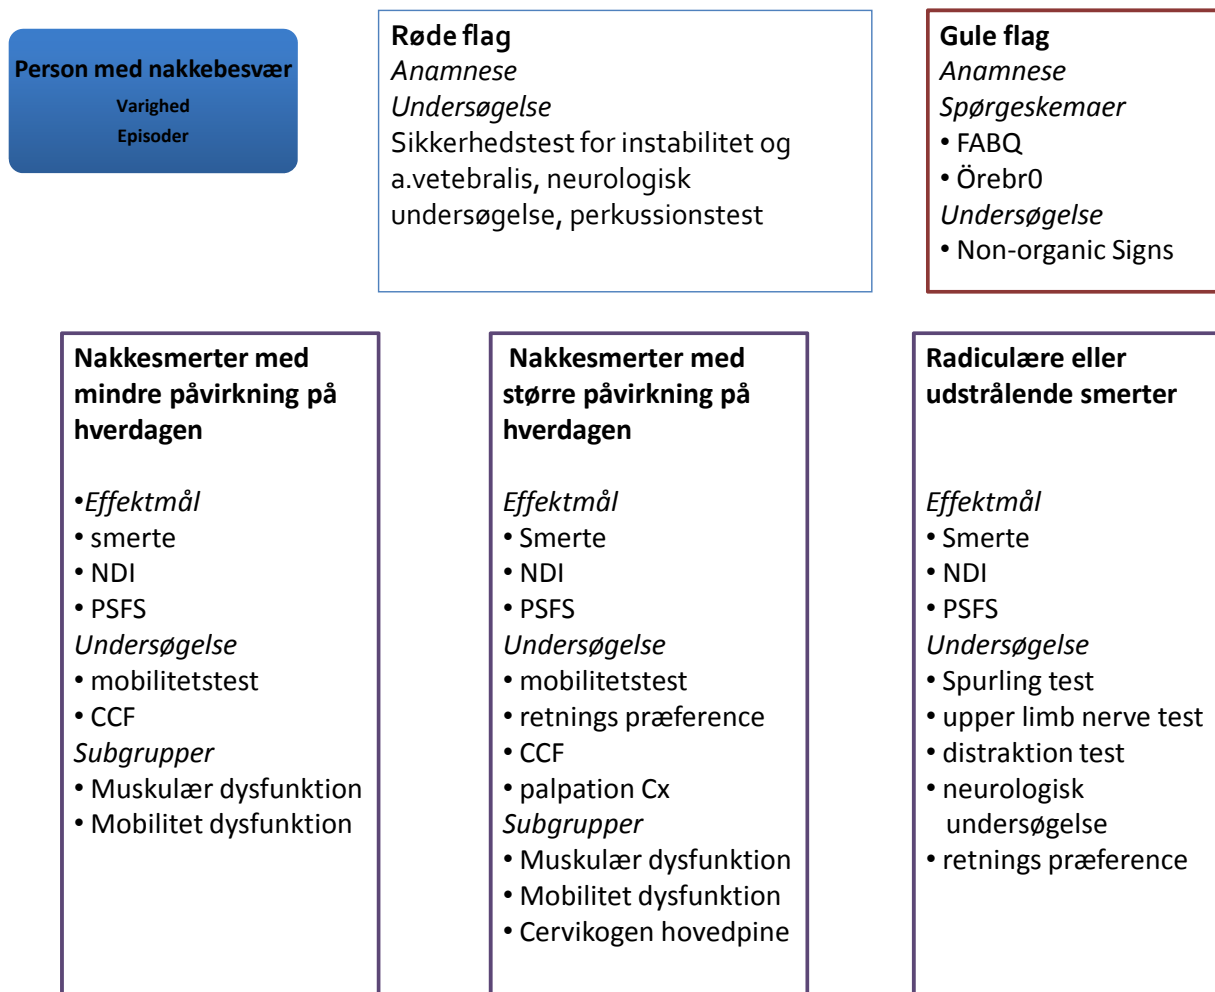 Person med nakkebesvær
Varighed
Episoder
Røde flag
Anamnese
Undersøgelse
Sikkerhedstest for instabilitet og
a.vetebralis, neurologisk
undersøgelse, perkussionstest
Gule flag
Anamnese
Spørgeskemaer
• FABQ
• Örebr0
Undersøgelse
• Non-organic Signs
Nakkesmerter med
mindre påvirkning på
hverdagen
•Effektmål
• smerte
• NDI
• PSFS
Undersøgelse
• mobilitetstest
• CCF
Subgrupper
• Muskulær dysfunktion
• Mobilitet dysfunktion
Nakkesmerter med
større påvirkning på
hverdagen
Effektmål
• Smerte
• NDI
• PSFS
Undersøgelse
• mobilitetstest
• retnings præference
• CCF
• palpation Cx
Subgrupper
• Muskulær dysfunktion
• Mobilitet dysfunktion
• Cervikogen hovedpine
Radiculære eller
udstrålende smerter
Effektmål
• Smerte
• NDI
• PSFS
Undersøgelse
• Spurling test
• upper limb nerve test
• distraktion test
• neurologisk
undersøgelse
• retnings præference